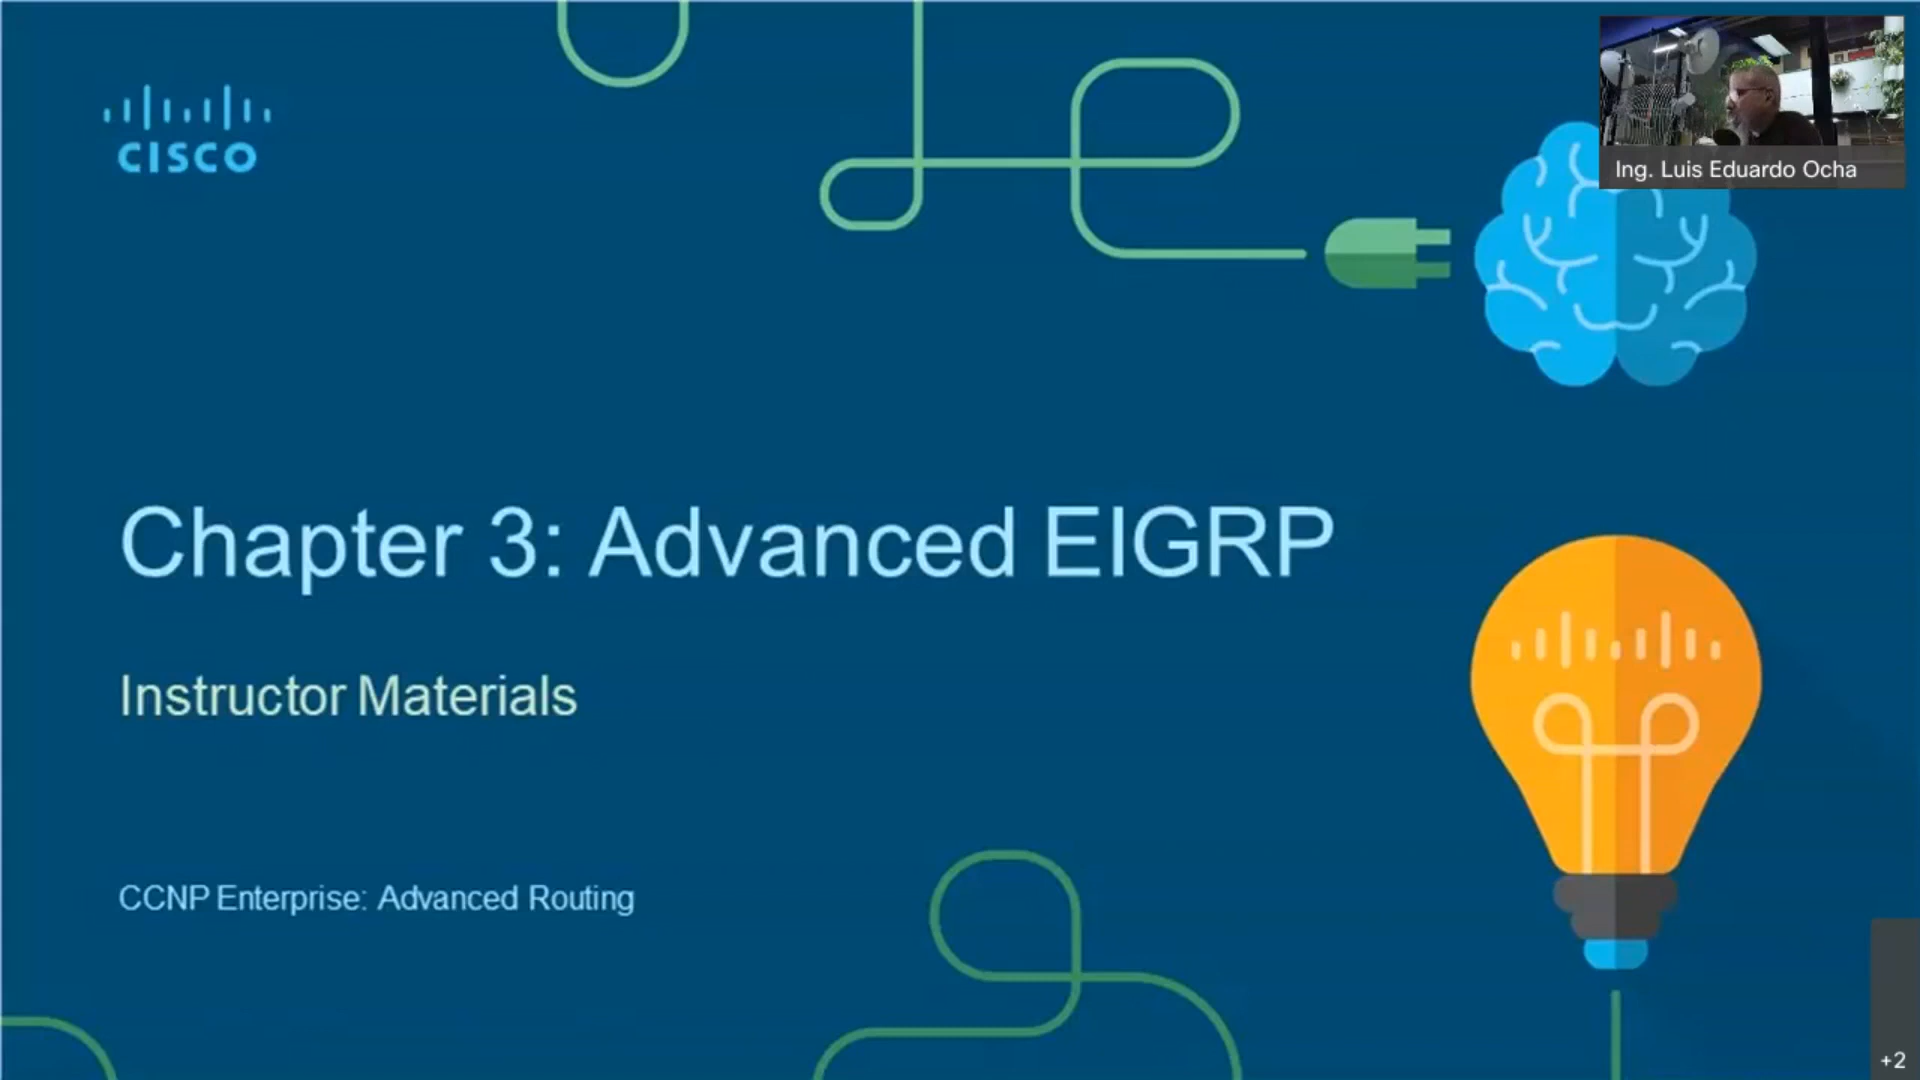 CISCO
Ing. Luis Eduardo Ocha
Chapter 3: Advanced EIGRP
Instructor Materials
CCNP Enterprise: Advanced Routing
+2